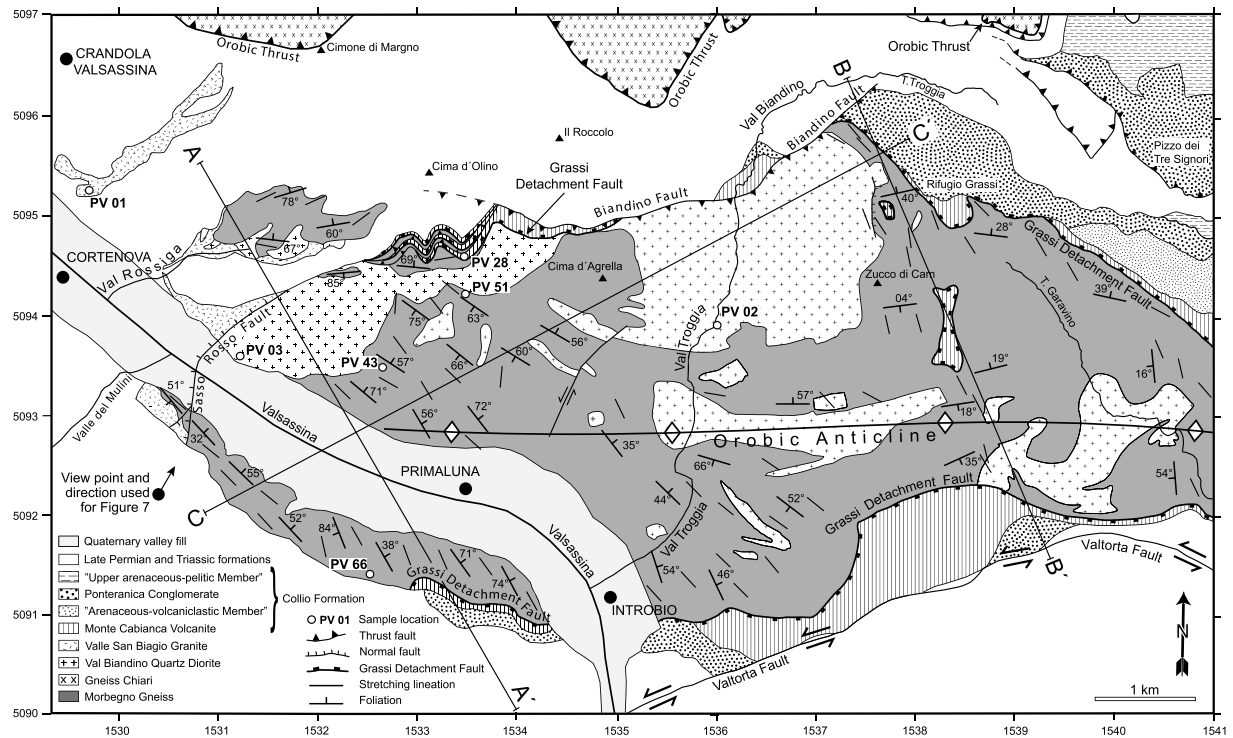 5097
5096
5095
5094
5093
5092
5091
5090
1530
1531
1532
1533
1534
1535
1536
1537
1538
1539
1540
1541
CRANDOLA
VALSASSINA
Orobic Thrust
Cimone di Margno
Orobic Thrust
Orobic Thrust
B
T.Troggia
Val Biandino
Biandino Fault
C´
Il Roccolo
Pizzo dei
Tre Signori
A
Cima d´Olino
Grassi
Detachment Fault
Biandino Fault
Rifugio Grassi
PV 01
78°
60°
67°
40°
28°
Grassi Detachment Fault
CORTENOVA
Val Rossiga
69°
PV 28
85°
Cima d´Agrella
Zucco di Cam
PV 51
T. Garavino
39°
04°
75°
63°
PV 02
Rosso Fault
Sasso
PV 03
PV 43
57°
66°
60°
56°
Val Troggia
19°
16°
51°
71°
57°
Valle dei Mulini
Valsassina
56°
72°
18°
32°
35°
Orobic Anticline
55°
PRIMALUNA
66°
35°
54°
View point and
direction used
for Figure 7
C
44°
52°
Grassi Detachment Fault
52°
84°
38°
71°
74°
Valsassina
Val Troggia
54°
46°
PV 66
Grassi Detachment Fault
INTROBIO
Valtorta Fault
B´
Valtorta Fault
A´
Quaternary valley fill
Late Permian and Triassic formations
"Upper arenaceous-pelitic Member"
Ponteranica Conglomerate
"Arenaceous-volcaniclastic Member"
Monte Cabianca Volcanite
Collio Formation
Valle San Biagio Granite
Val Biandino Quartz Diorite
Gneiss Chiari
Morbegno Gneiss
PV 01 Sample location
Thrust fault
Normal fault
Grassi Detachment Fault
Stretching lineation
Foliation
N
1 km